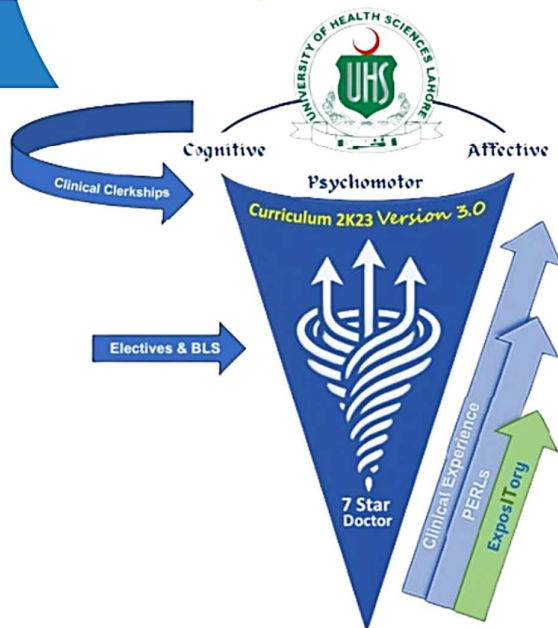 UNIVERSITY OF HEALTH SCIENCES LAHORE
UHS
Cognitive
Affective
Psychomotor
Clinical Clerkships
Curriculum 2K23 Version 3.0
Electives & BLS
7 Star
Doctor
Clinical Experience
PERLs
ExposITory